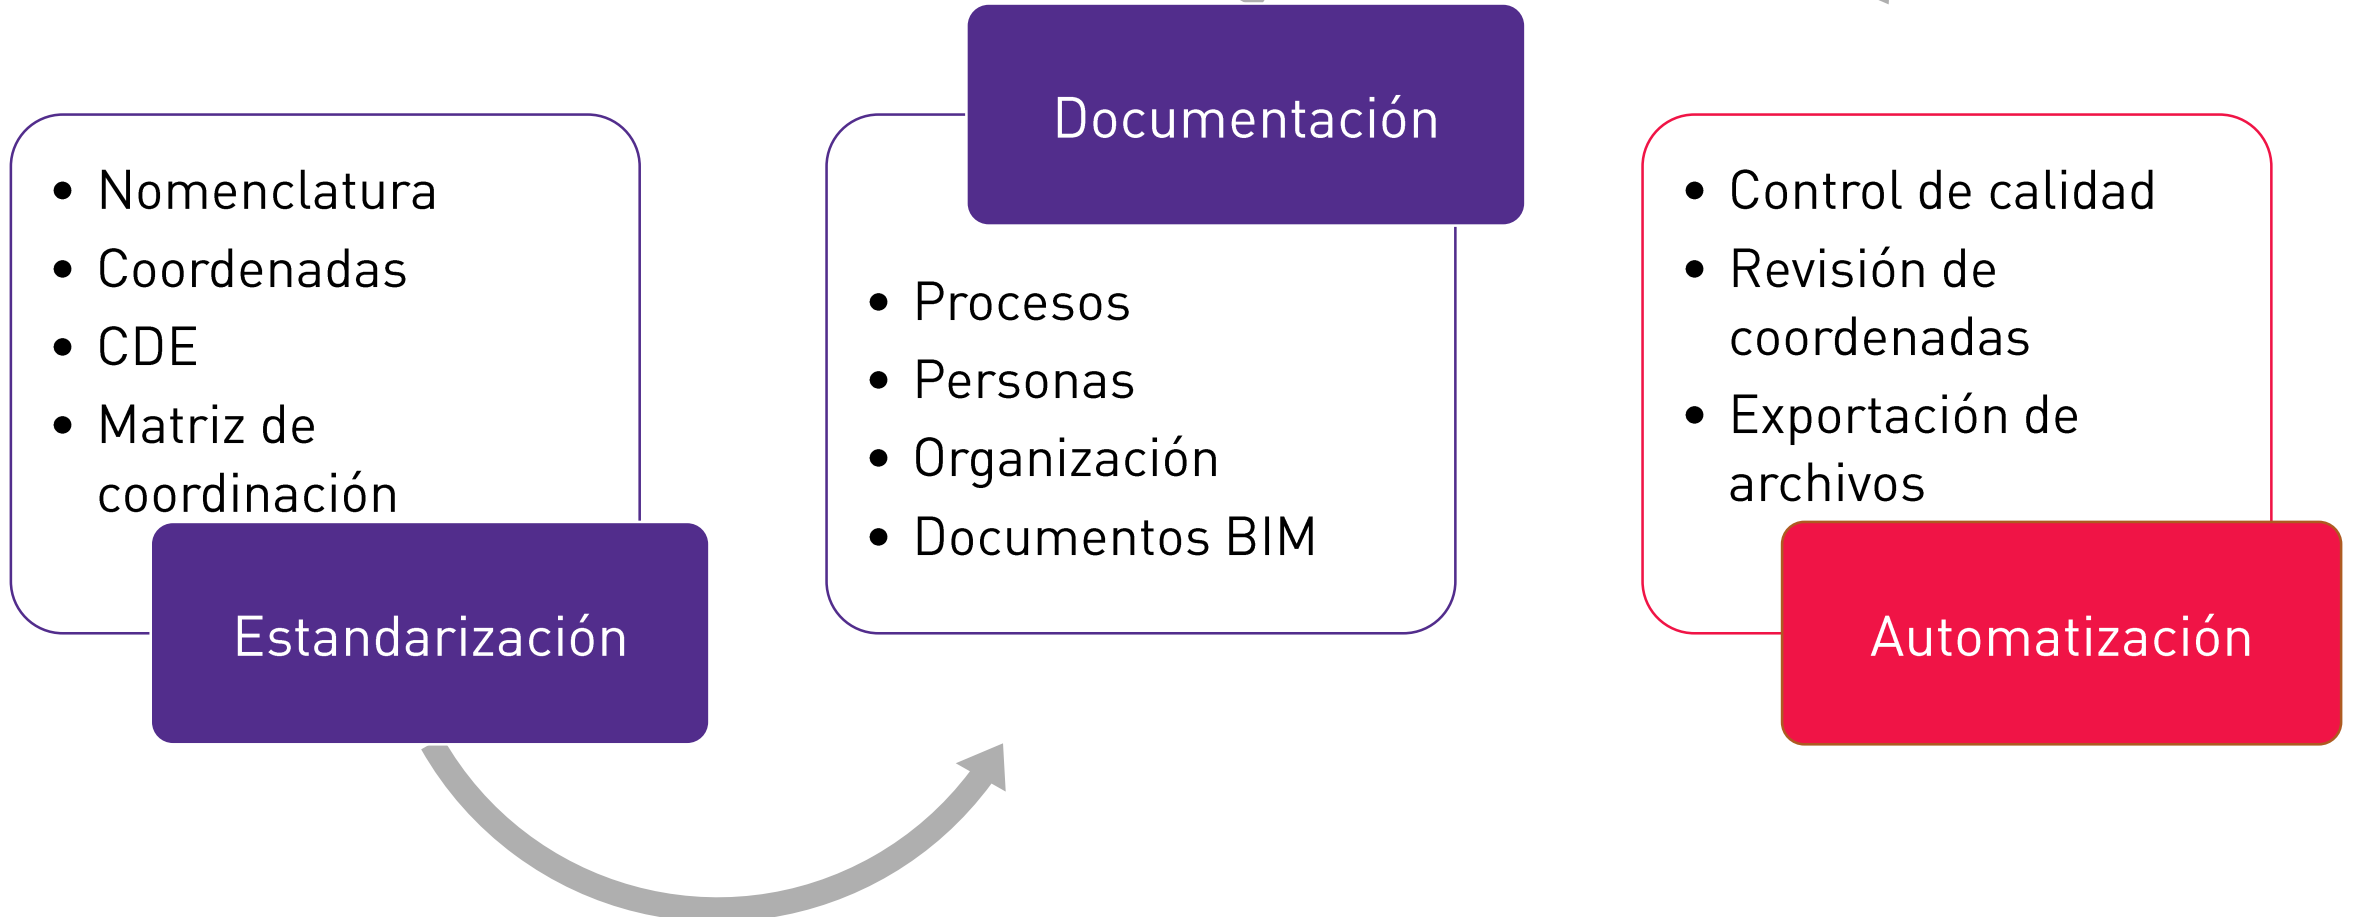 • Nomenclatura
• Coordenadas
• CDE
• Matriz de
coordinación
Estandarización
Documentación
• Procesos
• Personas
• Organización
• Documentos BIM
• Control de calidad
• Revisión de
coordenadas
• Exportación de
archivos
Automatización